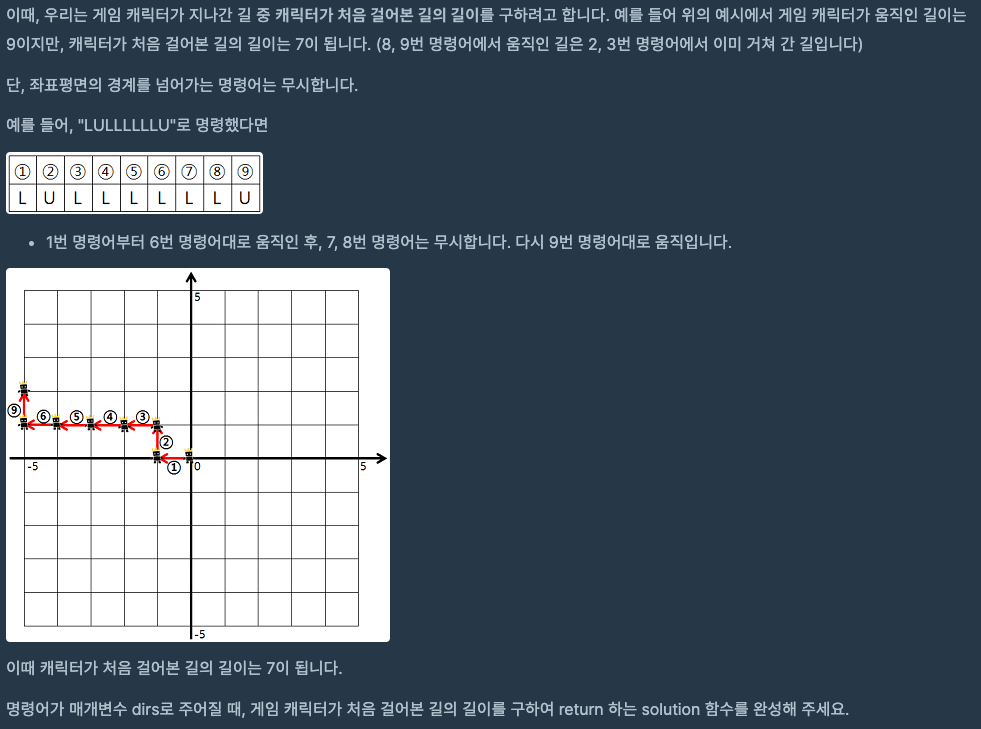 이때, 우리는 게임 캐릭터가 지나간 길 중 캐릭터가 처음 걸어본 길의 길이를 구하려고 합니다. 예를 들어 위의 예시에서 게임 캐릭터가 움직인 길이는
9이지만, 캐릭터가 처음 걸어본 길의 길이는 7이 됩니다. (8, 9번 명령어에서 움직인 길은 2, 3번 명령어에서 이미 거쳐 간 길입니다)
단, 좌표평면의 경계를 넘어가는 명령어는 무시합니다.
예를 들어, "LULLLLLLU"로 명령했다면
① ② ③ ④ ⑤ ⑥ ⑦ ⑧ ⑨
L U L L L L L L U
• 1번 명령어부터 6번 명령어대로 움직인 후, 7, 8번 명령어는 무시합니다. 다시 9번 명령어대로 움직입니다.
5
⑨ ⑥ ⑤ ④ ③
②
-5 ① 0 5
-5
이때 캐릭터가 처음 걸어본 길의 길이는 7이 됩니다.
명령어가 매개변수 dirs로 주어질 때, 게임 캐릭터가 처음 걸어본 길의 길이를 구하여 return 하는 solution 함수를 완성해 주세요.